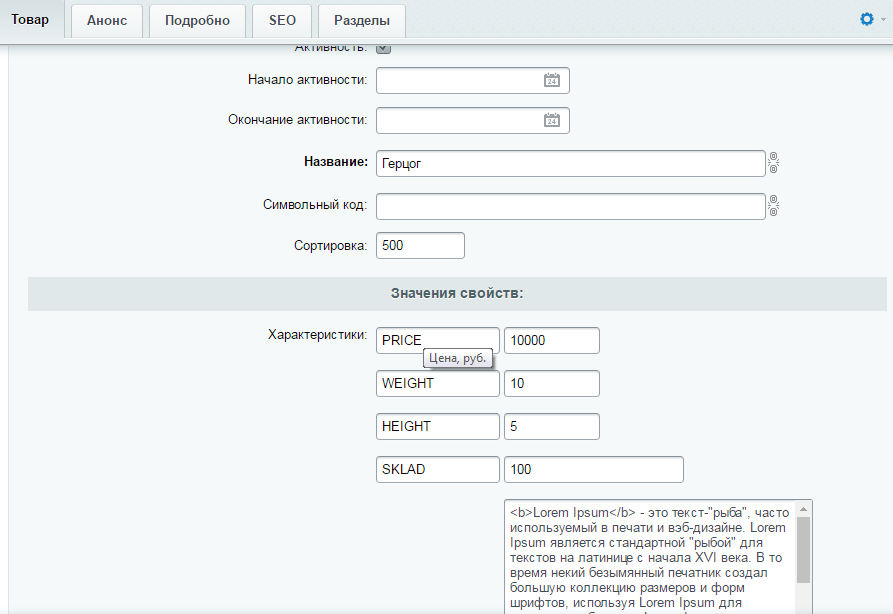 Товар Анонс Подробно SEO Разделы
Активность:
Начало активности: 24
Окончание активности: 24
Название: Герцог
Символьный код:
Сортировка: 500
Значения свойств:
Характеристики: PRICE 10000
Цена, руб.
WEIGHT 10
HEIGHT 5
SKLAD 100
<b>Lorem Ipsum</b> - это текст-"рыба", часто
используемый в печати и вэб-дизайне. Lorem
Ipsum является стандартной "рыбой" для
текстов на латинице с начала XVI века. В то
время некий безымянный печатник создал
большую коллекцию размеров и форм
шрифтов, используя Lorem Ipsum для